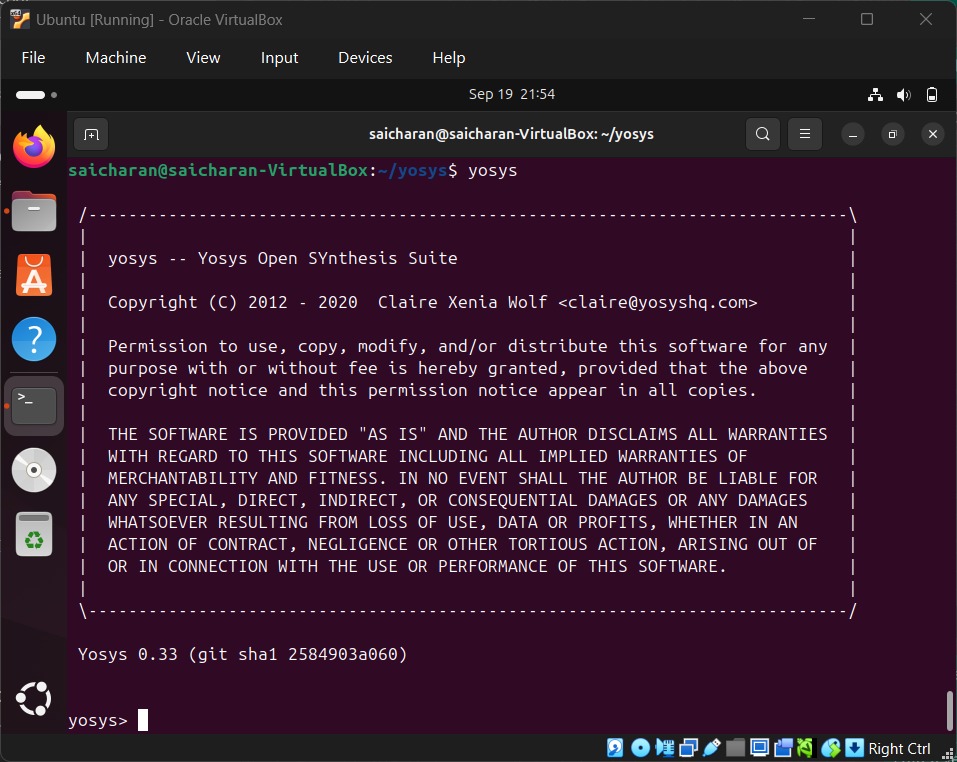 Ubuntu [Running] - Oracle VirtualBox
File Machine View Input Devices Help
Sep 19 21:54
saicharan@saicharan-VirtualBox: ~/yosys
saicharan@saicharan-VirtualBox:~/yosys$ yosys
/----------------------------------------------------------------------------\
| |
| yosys -- Yosys Open SYnthesis Suite |
| |
| Copyright (C) 2012 - 2020 Claire Xenia Wolf <claire@yosyshq.com> |
| |
| Permission to use, copy, modify, and/or distribute this software for any |
| purpose with or without fee is hereby granted, provided that the above |
| copyright notice and this permission notice appear in all copies. |
| |
| THE SOFTWARE IS PROVIDED "AS IS" AND THE AUTHOR DISCLAIMS ALL WARRANTIES |
| WITH REGARD TO THIS SOFTWARE INCLUDING ALL IMPLIED WARRANTIES OF |
| MERCHANTABILITY AND FITNESS. IN NO EVENT SHALL THE AUTHOR BE LIABLE FOR |
| ANY SPECIAL, DIRECT, INDIRECT, OR CONSEQUENTIAL DAMAGES OR ANY DAMAGES |
| WHATSOEVER RESULTING FROM LOSS OF USE, DATA OR PROFITS, WHETHER IN AN |
| ACTION OF CONTRACT, NEGLIGENCE OR OTHER TORTIOUS ACTION, ARISING OUT OF |
| OR IN CONNECTION WITH THE USE OR PERFORMANCE OF THIS SOFTWARE. |
| |
\----------------------------------------------------------------------------/
Yosys 0.33 (git sha1 2584903a060)
yosys>
Right Ctrl